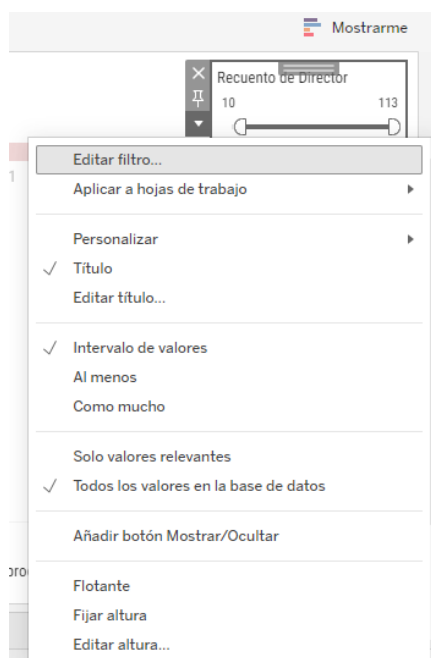 Mostrarme
Recuento de Director
10 113
Editar filtro...
1
Aplicar a hojas de trabajo
Personalizar
Título
Editar título...
Intervalo de valores
Al menos
Como mucho
Solo valores relevantes
Todos los valores en la base de datos
Añadir botón Mostrar/Ocultar
pro
Flotante
Fijar altura
Editar altura...